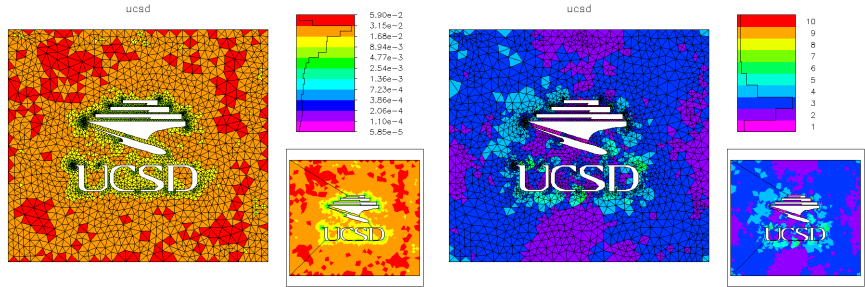 ucsd
5.90e-2
3.15e-2
1.68e-2
8.94e-3
4.77e-3
2.54e-3
1.36e-3
7.23e-4
3.86e-4
2.06e-4
1.10e-4
5.85e-5
UCSD
UCSD
ucsd
10
9
8
7
6
5
4
3
2
1
UCSD
UCSD